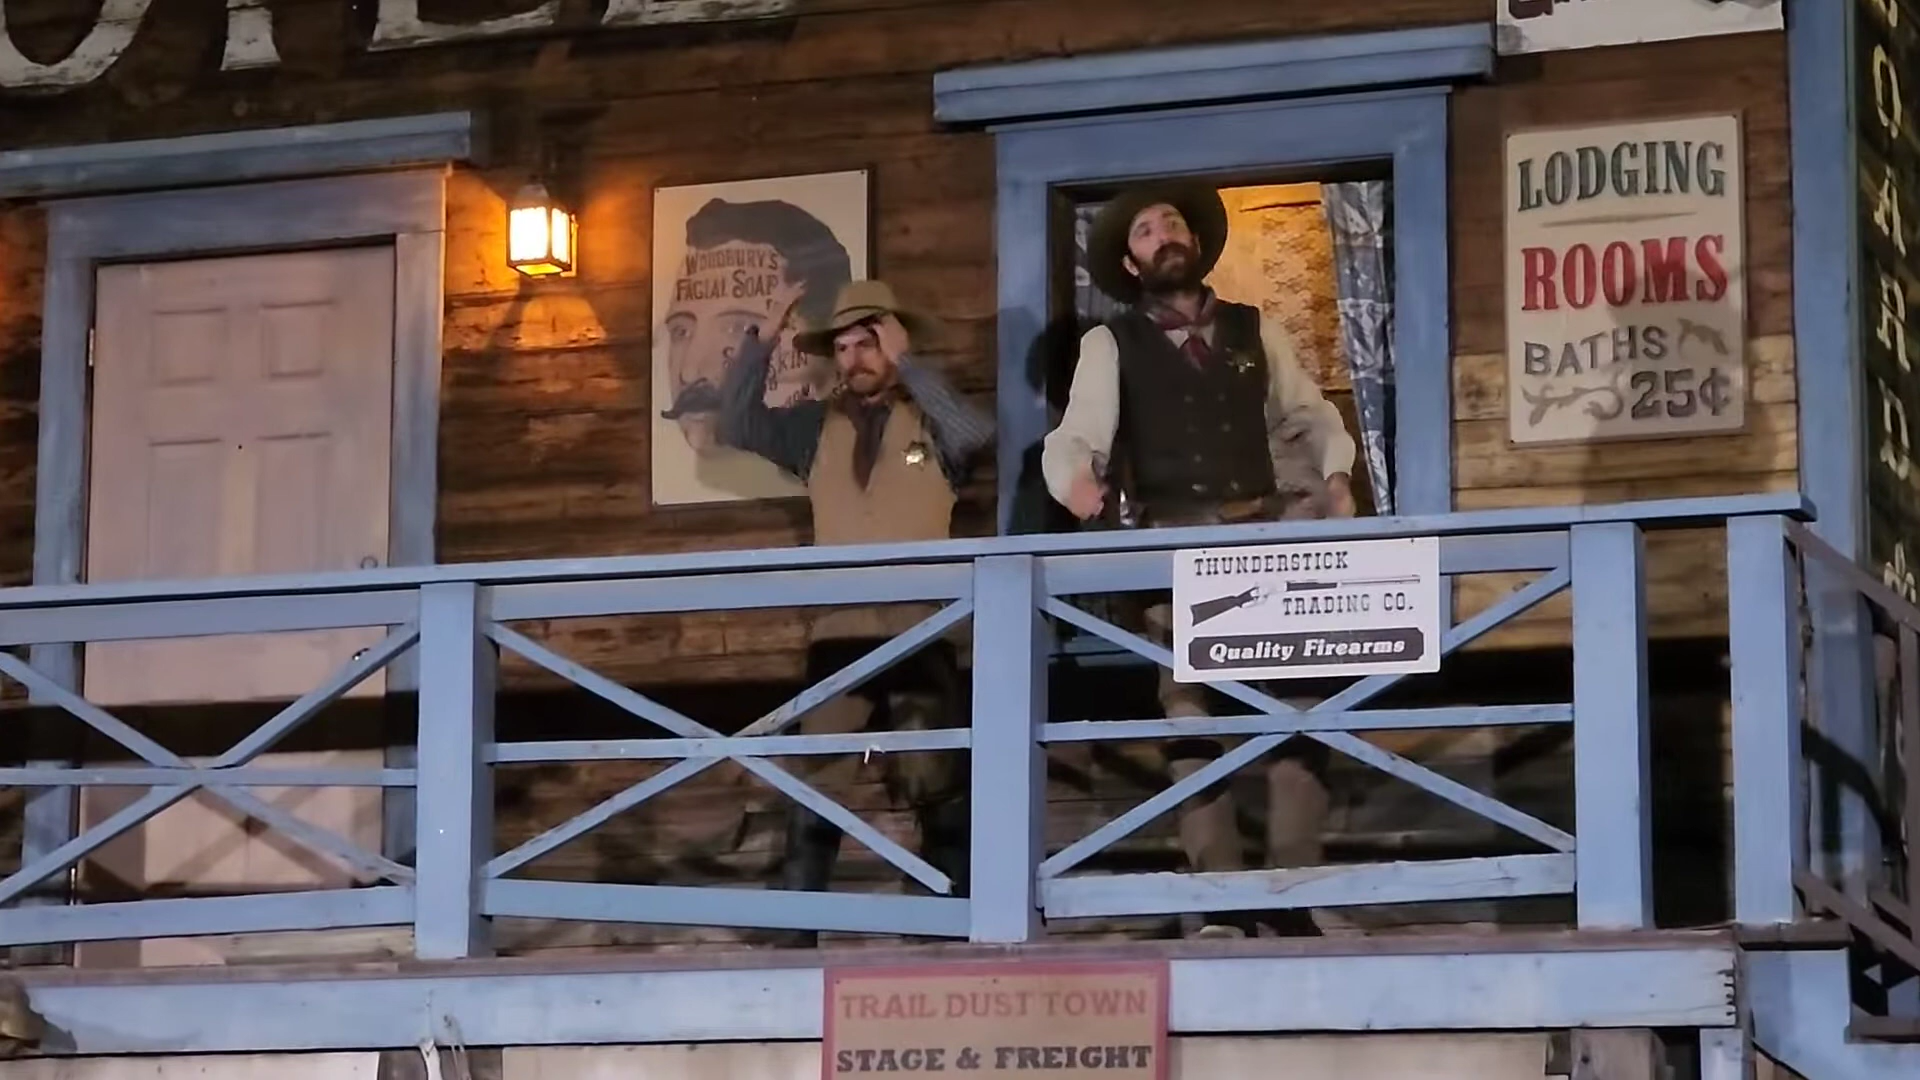 WOODBURY'S
FACIAL SOAP
LODGING
ROOMS
BATHS
25¢
THUNDERSTICK
TRADING CO.
Quality Firearms
TRAIL DUST TOWN
STAGE & FREIGHT